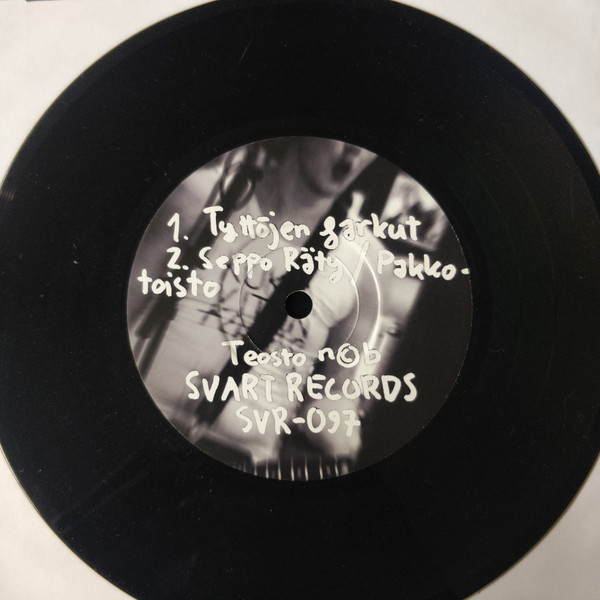 1. Tyttöjen farkut
2. Seppo Räty / Pakko-
toisto
Teosto n©b
SVART RECORDS
SVR-097